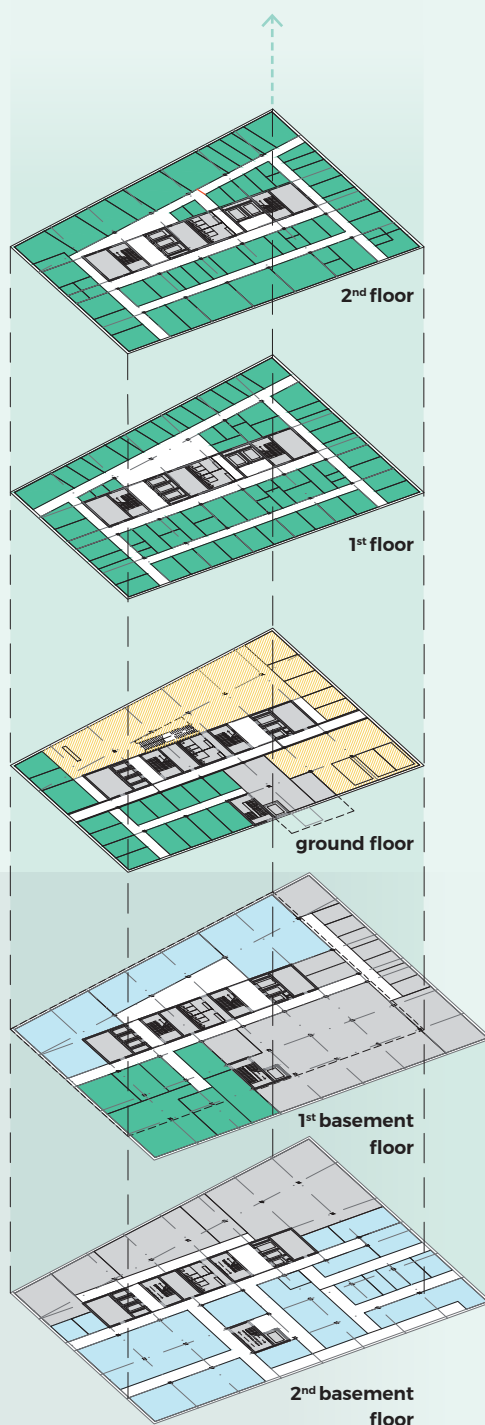 2nd floor
1st floor
ground floor
1st basement
floor
2nd basement
floor